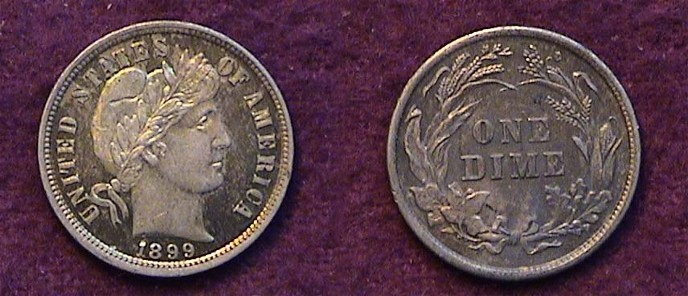 UNITED STATES OF AMERICA
1899
ONE
DIME